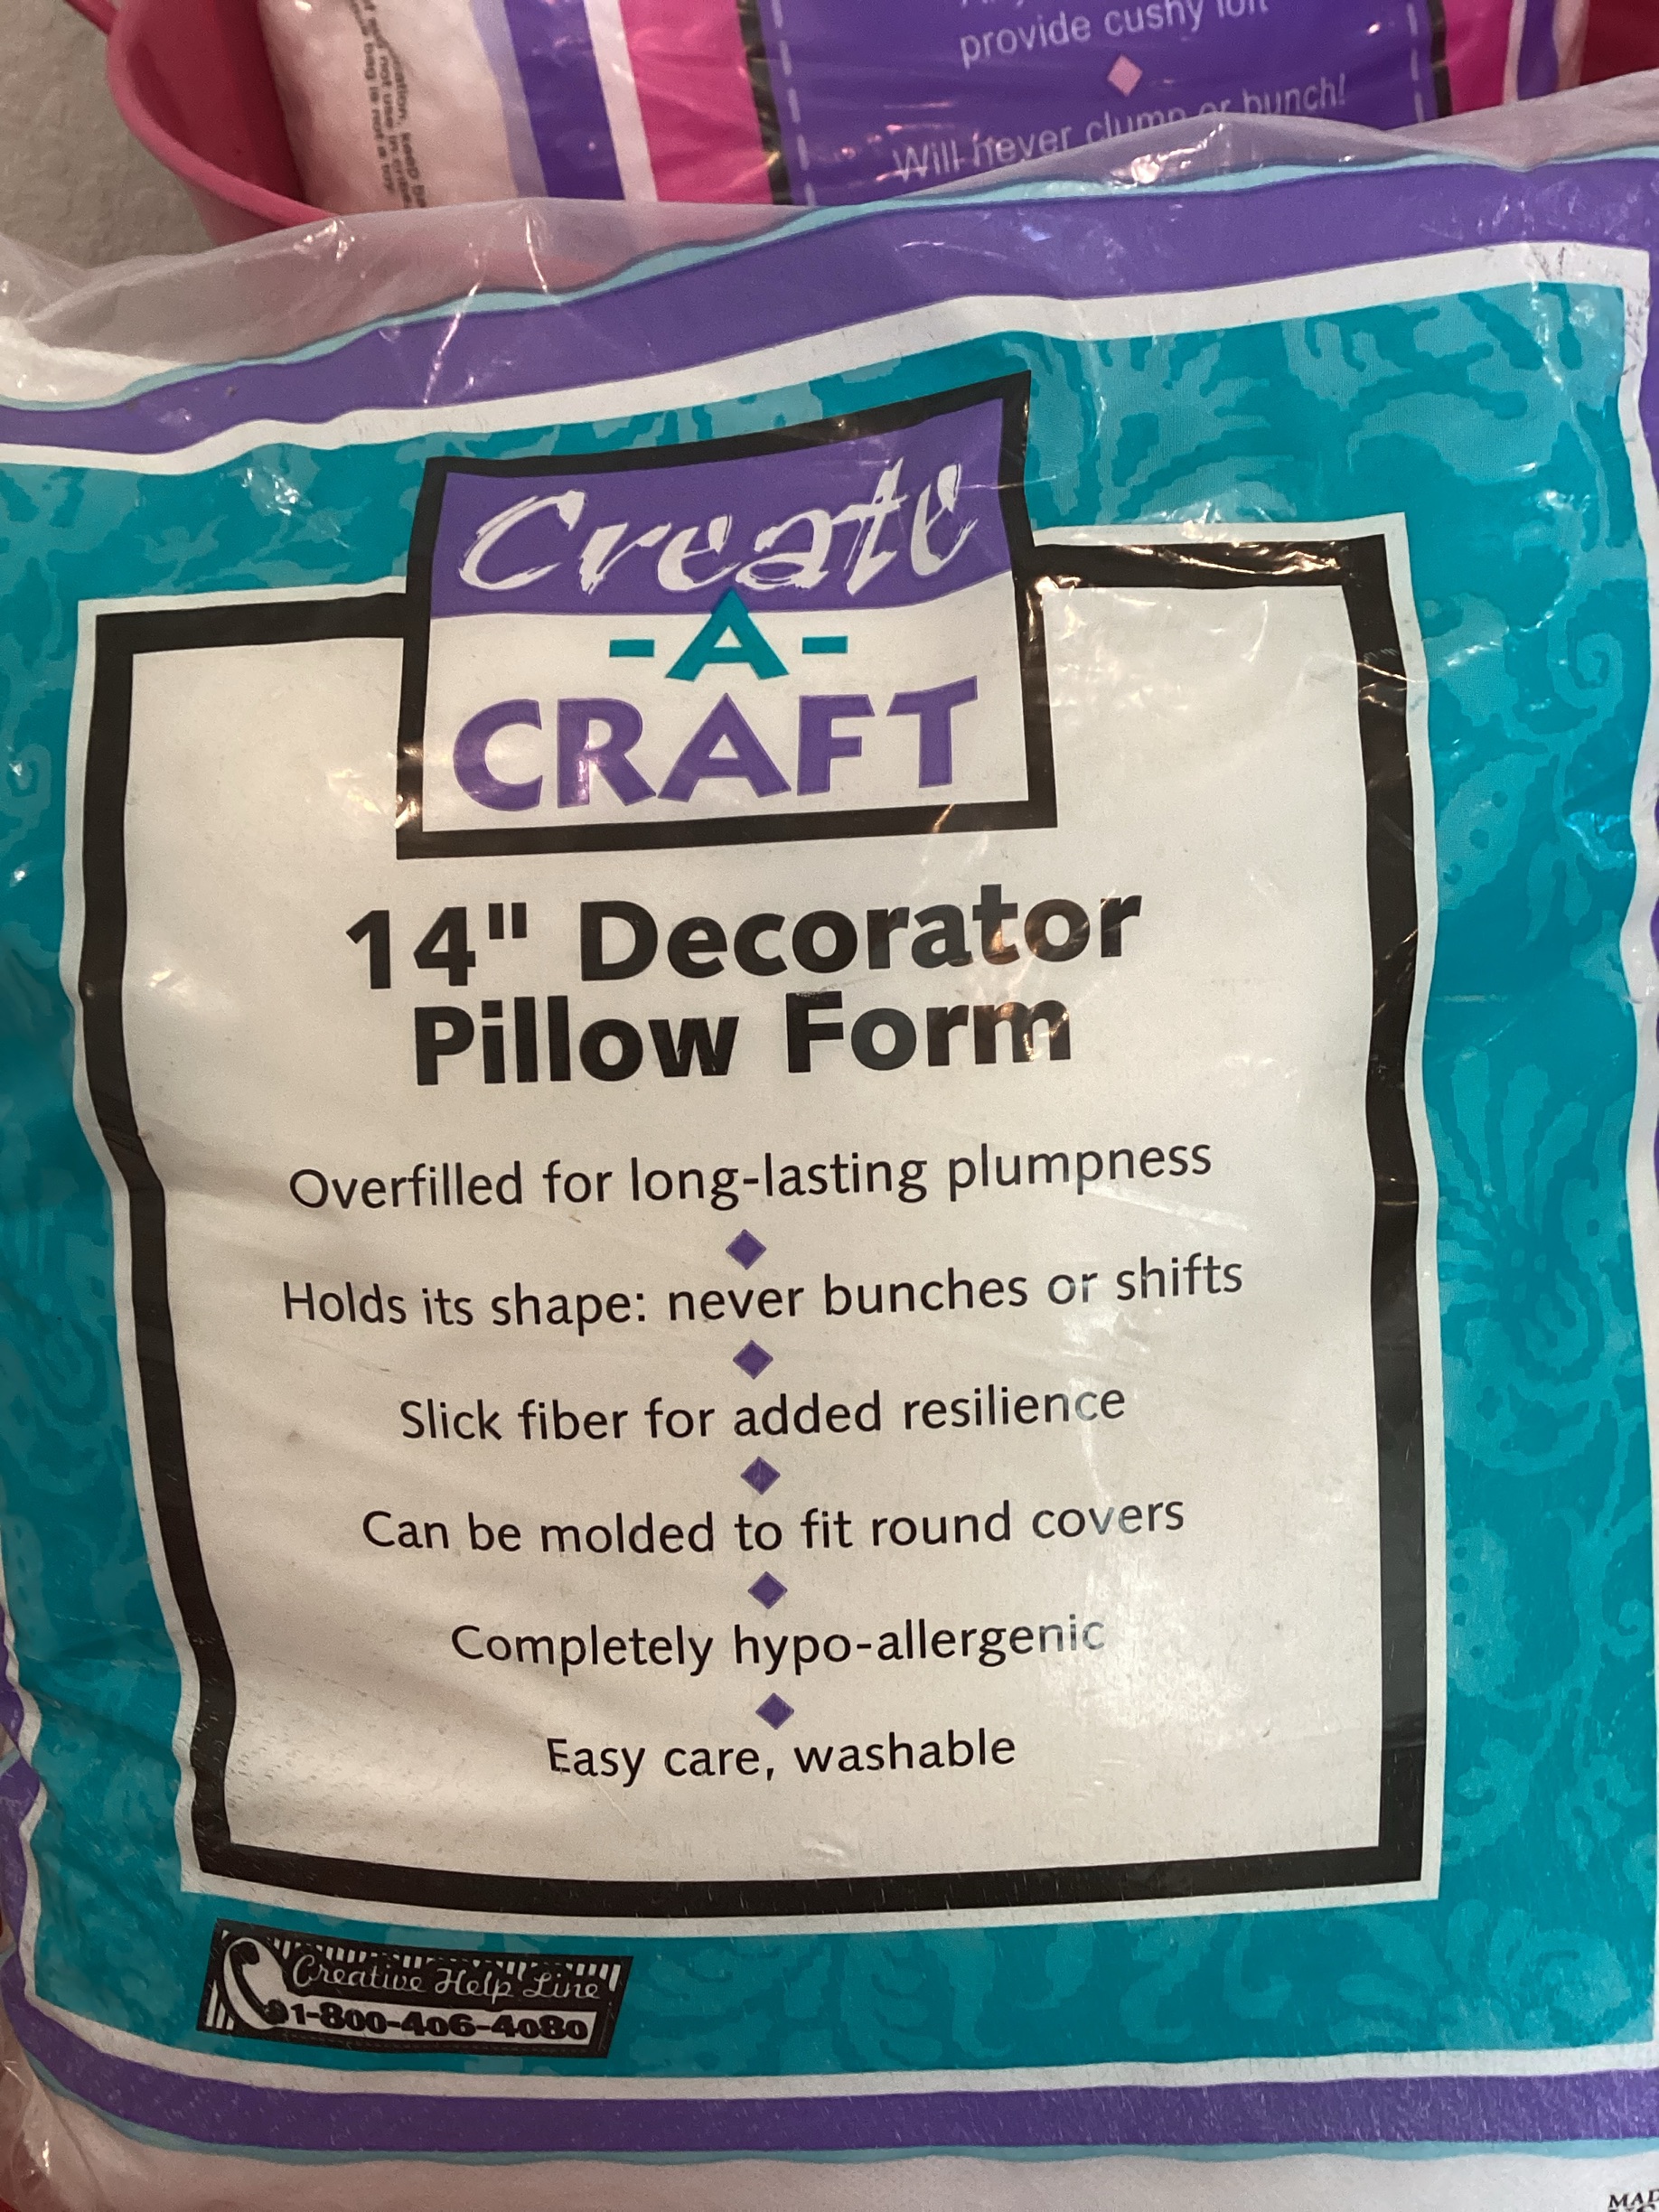 provide cushy loft
Will never clump or bunch!
Create
-A-
CRAFT
14" Decorator
Pillow Form
Overfilled for long-lasting plumpness
Holds its shape: never bunches or shifts
Slick fiber for added resilience
Can be molded to fit round covers
Completely hypo-allergenic
Easy care, washable
Creative Help Line
1-800-406-4080